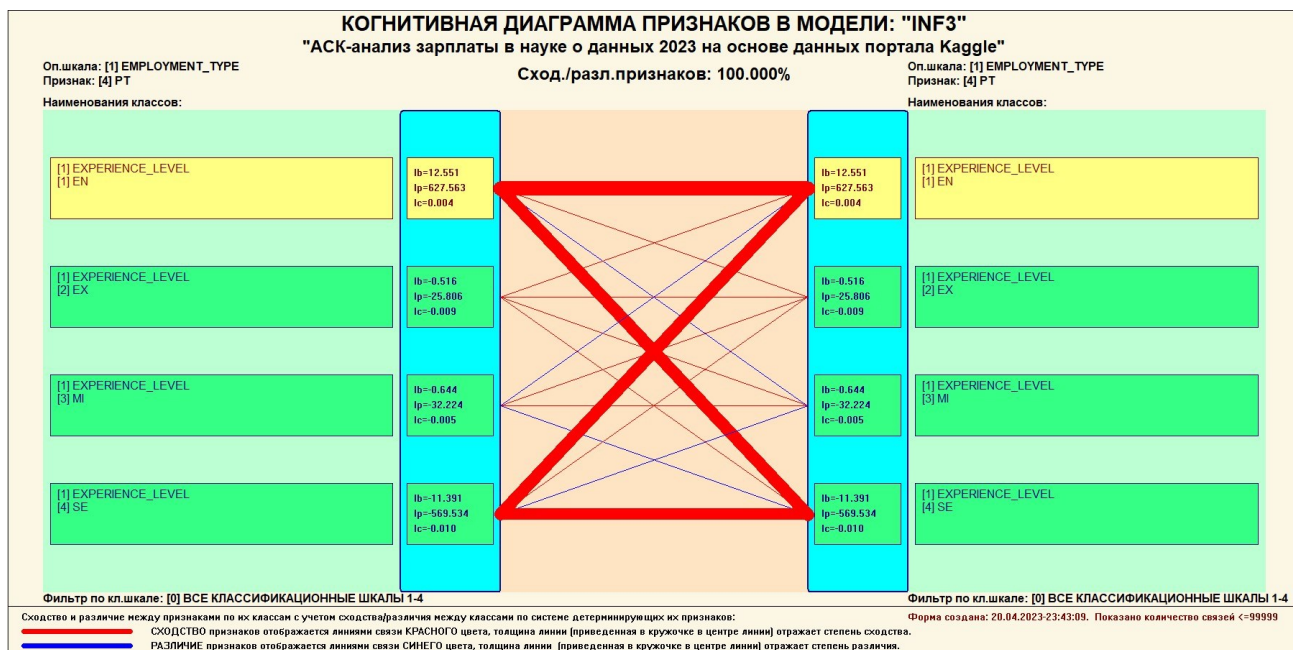 КОГНИТИВНАЯ ДИАГРАММА ПРИЗНАКОВ В МОДЕЛИ: "INF3"
"АСК-анализ зарплаты в науке о данных 2023 на основе данных портала Kaggle"
Оп.шкала: [1] EMPLOYMENT_TYPE
Признак: [4] PT
Сход./разл.признаков: 100.000%
Оп.шкала: [1] EMPLOYMENT_TYPE
Признак: [4] PT
Наименования классов:
Наименования классов:
[1] EXPERIENCE_LEVEL
[1] EN
Ib=12.551
Ip=627.563
Ic=0.004
Ib=12.551
Ip=627.563
Ic=0.004
[1] EXPERIENCE_LEVEL
[1] EN
[1] EXPERIENCE_LEVEL
[2] EX
Ib=-0.516
Ip=-25.806
Ic=-0.009
Ib=-0.516
Ip=-25.806
Ic=-0.009
[1] EXPERIENCE_LEVEL
[2] EX
[1] EXPERIENCE_LEVEL
[3] MI
Ib=-0.644
Ip=-32.224
Ic=-0.005
Ib=-0.644
Ip=-32.224
Ic=-0.005
[1] EXPERIENCE_LEVEL
[3] MI
[1] EXPERIENCE_LEVEL
[4] SE
Ib=-11.391
Ip=-569.534
Ic=-0.010
Ib=-11.391
Ip=-569.534
Ic=-0.010
[1] EXPERIENCE_LEVEL
[4] SE
Фильтр по кл.шкале: [0] ВСЕ КЛАССИФИКАЦИОННЫЕ ШКАЛЫ 1-4
Фильтр по кл.шкале: [0] ВСЕ КЛАССИФИКАЦИОННЫЕ ШКАЛЫ 1-4
Сходство и различие между признаками по их классам с учетом сходства/различия между классами по системе детерминирующих их признаков:
Форма создана: 20.04.2023-23:43:09. Показано количество связей <=99999
СХОДСТВО признаков отображается линиями связи КРАСНОГО цвета, толщина линии (приведенная в кружочке в центре линии) отражает степень сходства.
РАЗЛИЧИЕ признаков отображается линиями связи СИНЕГО цвета, толщина линии (приведенная в кружочке в центре линии) отражает степень различия.